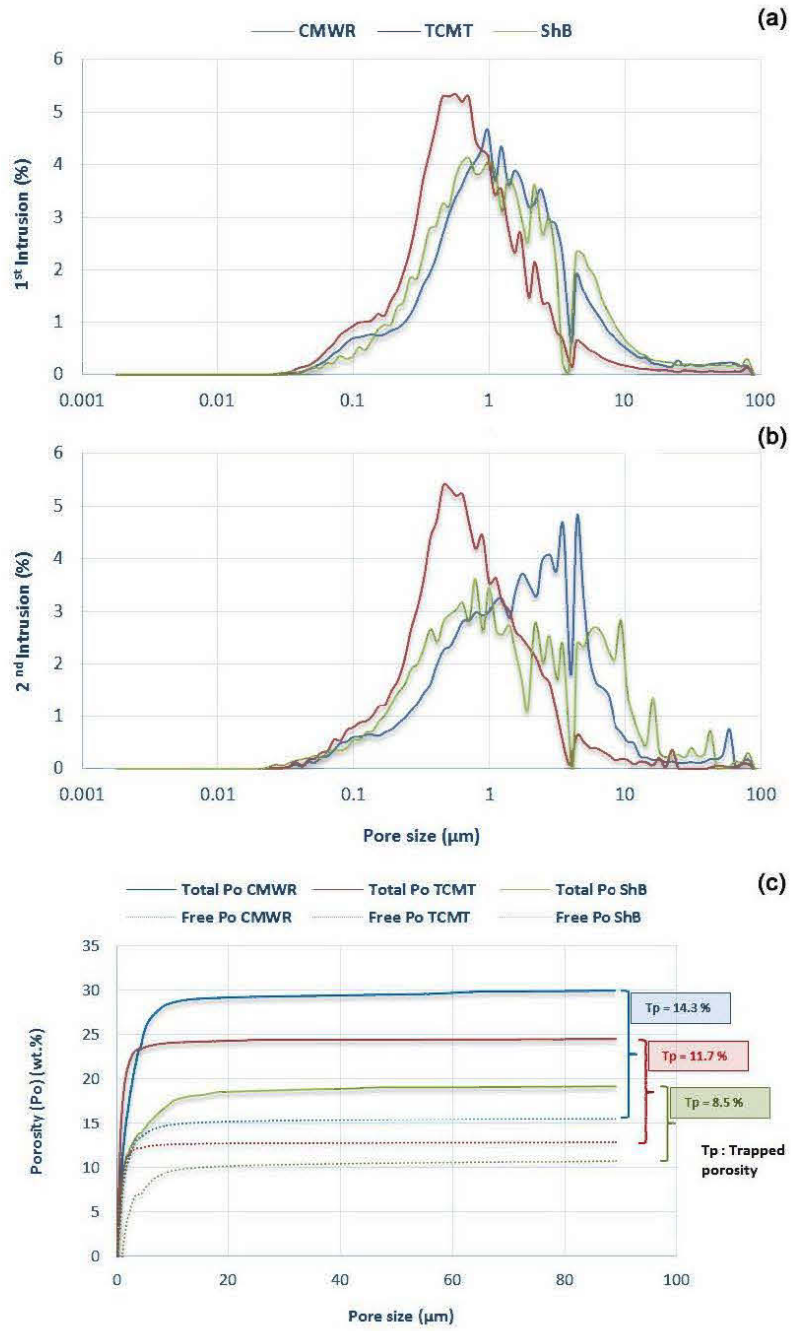 (a)
CMWR TCMT ShB
6
5
4
3
2
1
0
1st Intrusion (%)
0.001 0.01 0.1 1 10 100
(b)
6
5
4
3
2
1
0
2 nd Intrusion (%)
0.001 0.01 0.1 1 10 100
Pore size (µm)
(c)
Total Po CMWR Total Po TCMT Total Po ShB
Free Po CMWR Free Po TCMT Free Po ShB
35
30
25
20
15
10
5
0
Porosity (Po) (wt.%)
Tp = 14.3 %
Tp = 11.7 %
Tp = 8.5 %
Tp : Trapped
porosity
0 20 40 60 80 100
Pore size (µm)